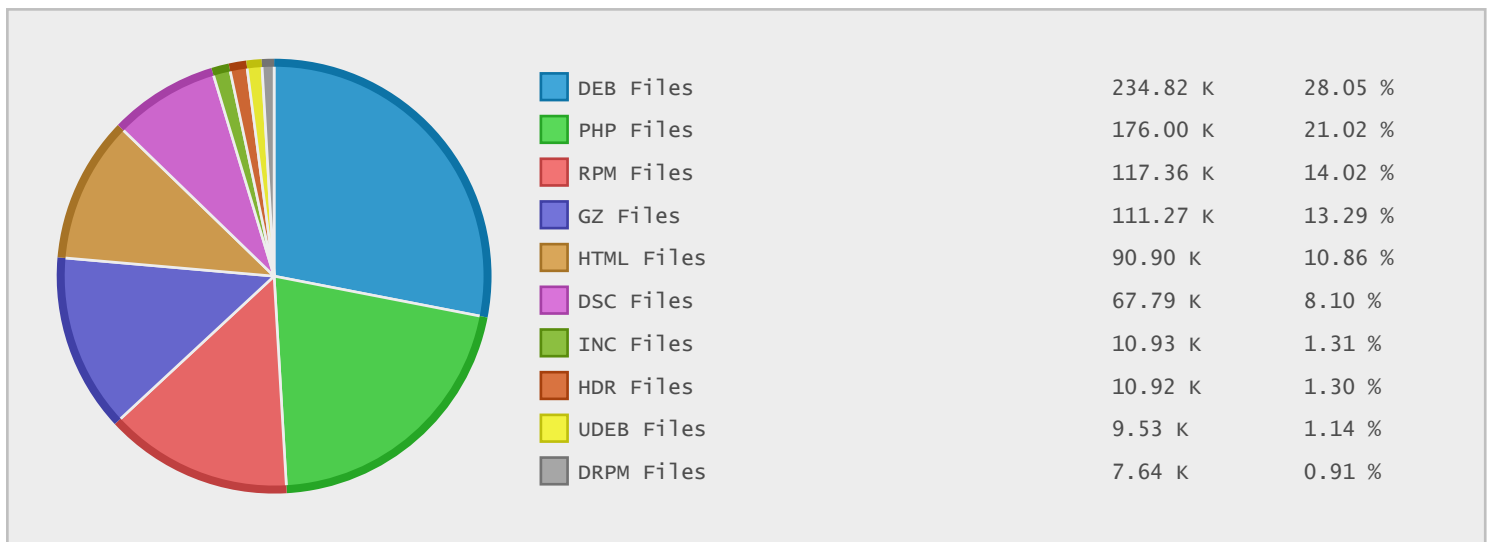 DEB Files 234.82 K 28.05 %
PHP Files 176.00 K 21.02 %
RPM Files 117.36 K 14.02 %
GZ Files 111.27 K 13.29 %
HTML Files 90.90 K 10.86 %
DSC Files 67.79 K 8.10 %
INC Files 10.93 K 1.31 %
HDR Files 10.92 K 1.30 %
UDEB Files 9.53 K 1.14 %
DRPM Files 7.64 K 0.91 %